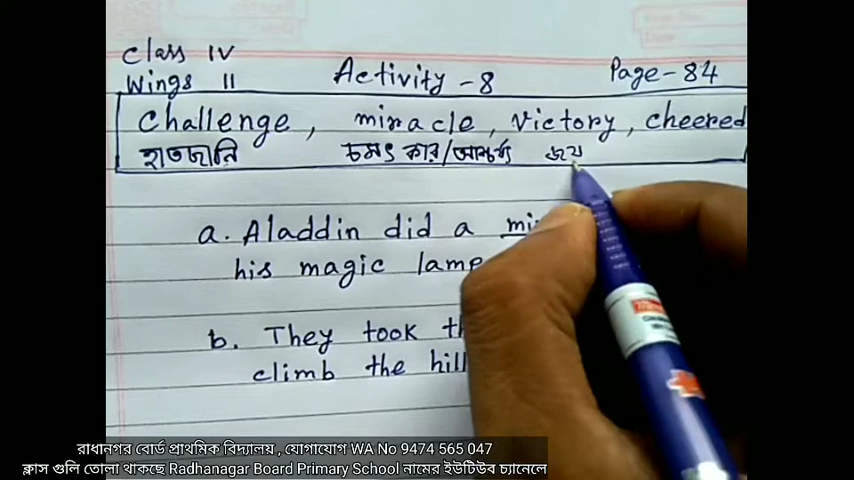 Class IV
Wings II Activity - 8 Page - 84
Challenge, miracle, victory, cheered
হাতজানি চমৎকার/আশ্চর্য্য জয়
a. Aladdin did a
his magic lamp
b. They took
climb the hill
রাধানগর বোর্ড প্রাথমিক বিদ্যালয় , যোগাযোগ WA No 9474 565 047
ক্লাস গুলি তোলা থাকছে Radhanagar Board Primary School নামের ইউটিউব চ্যানেলে